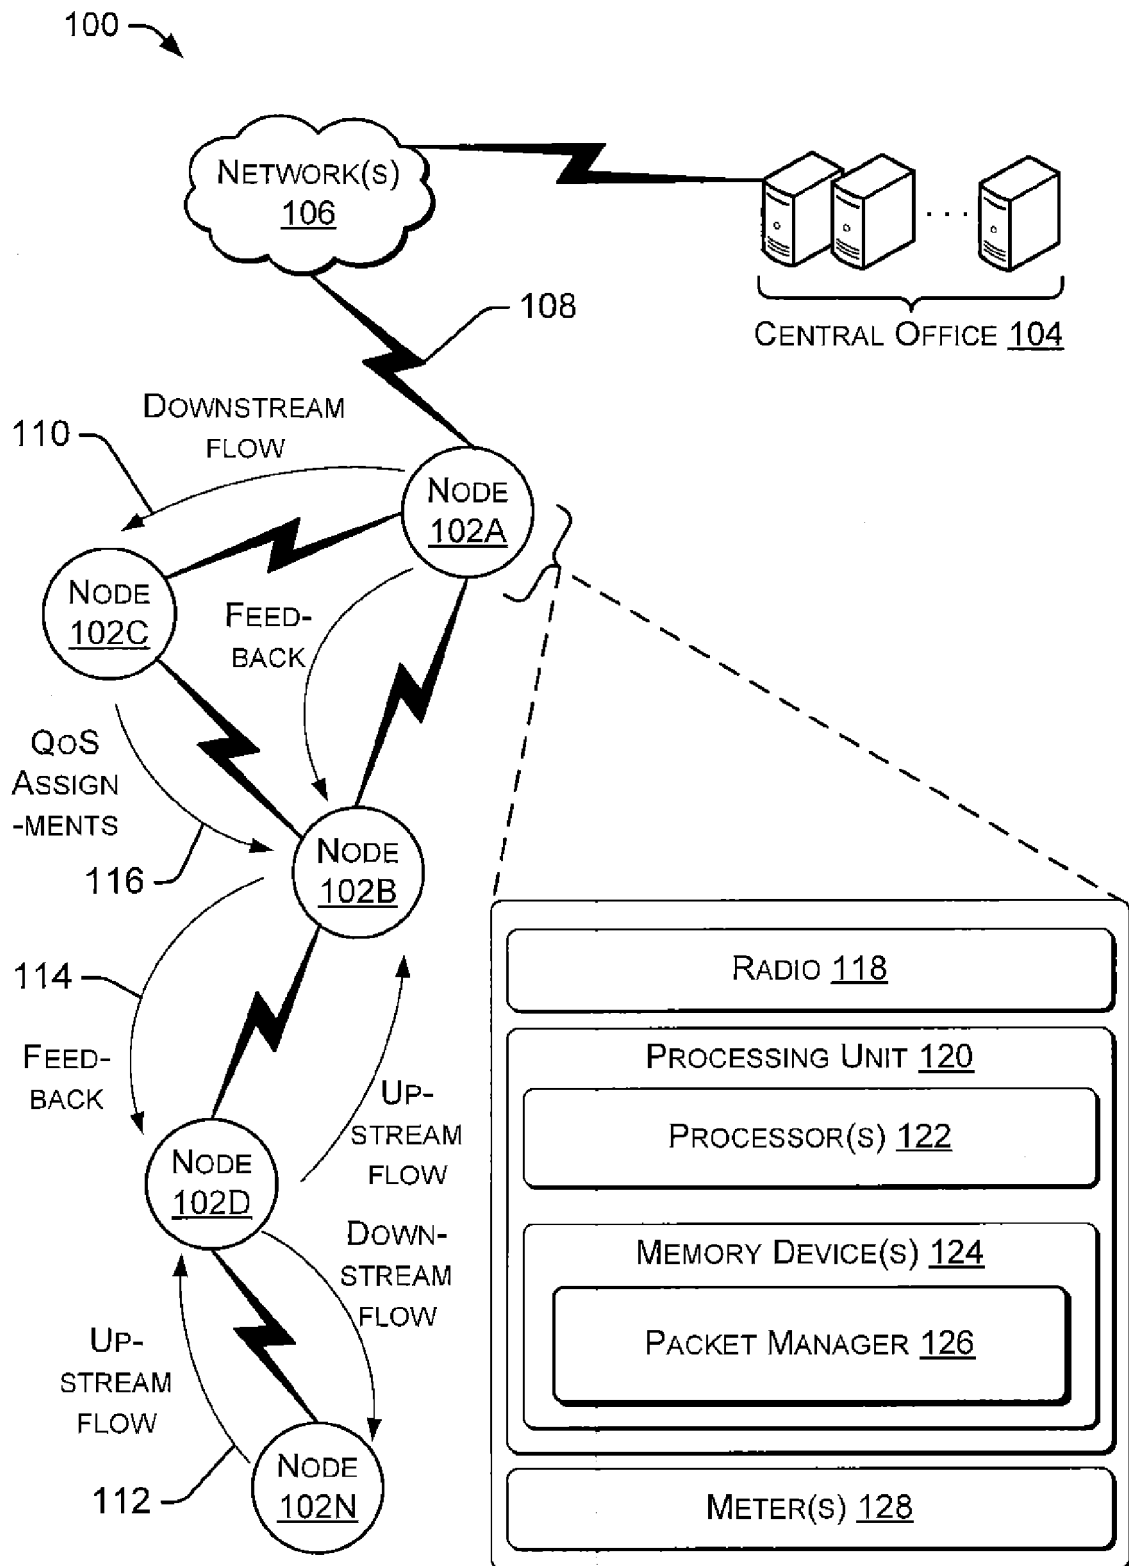 100
NETWORK(S)
106
CENTRAL OFFICE 104
108
DOWNSTREAM
FLOW
110
NODE
102A
NODE
102C
FEED-
BACK
QOS
ASSIGN
-MENTS
116
NODE
102B
114
FEED-
BACK
UP-
STREAM
FLOW
NODE
102D
DOWN-
STREAM
FLOW
UP-
STREAM
FLOW
112
NODE
102N
RADIO 118
PROCESSING UNIT 120
PROCESSOR(S) 122
MEMORY DEVICE(S) 124
PACKET MANAGER 126
METER(S) 128